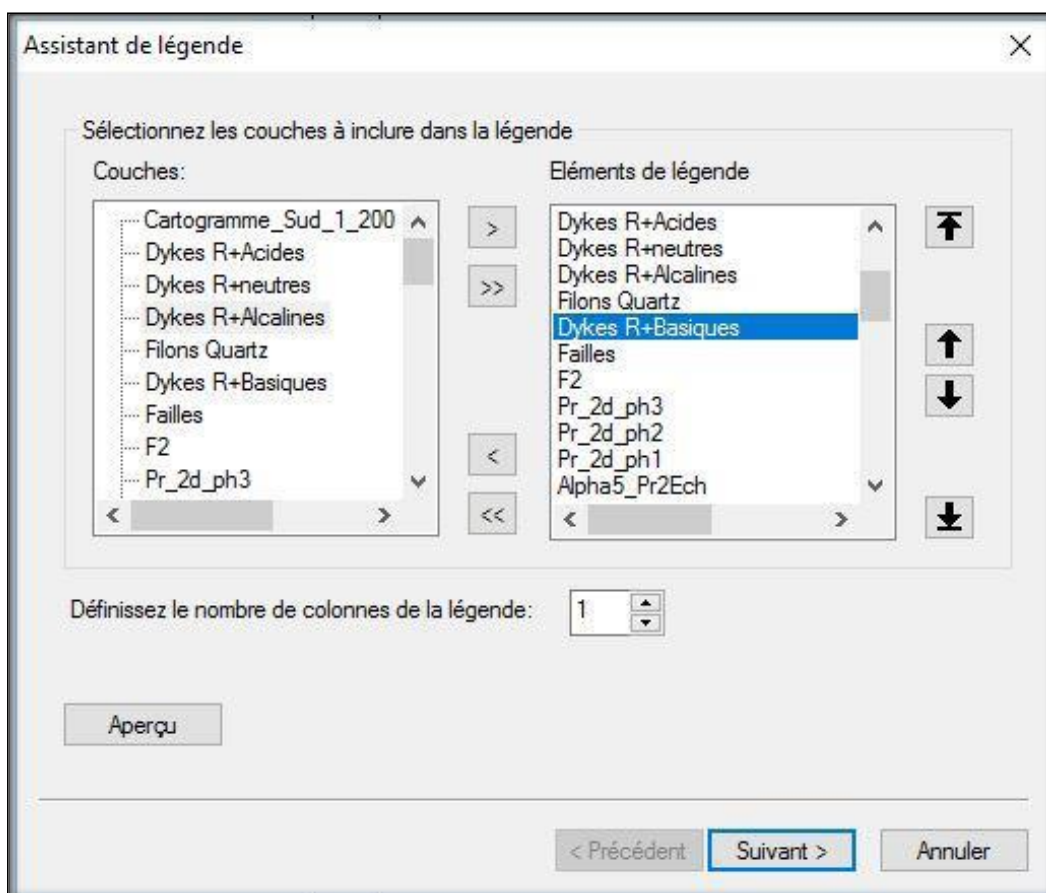 Assistant de légende
Sélectionnez les couches à inclure dans la légende
Couches:
Cartogramme_Sud_1_200
Dykes R+Acides
Dykes R+neutres
Dykes R+Alcalines
Filons Quartz
Dykes R+Basiques
Failles
F2
Pr_2d_ph3
>
>>
<
<<
Eléments de légende
Dykes R+Acides
Dykes R+neutres
Dykes R+Alcalines
Filons Quartz
Dykes R+Basiques
Failles
F2
Pr_2d_ph3
Pr_2d_ph2
Pr_2d_ph1
Alpha5_Pr2Ech
Définissez le nombre de colonnes de la légende: 1
Aperçu
< Précédent Suivant > Annuler